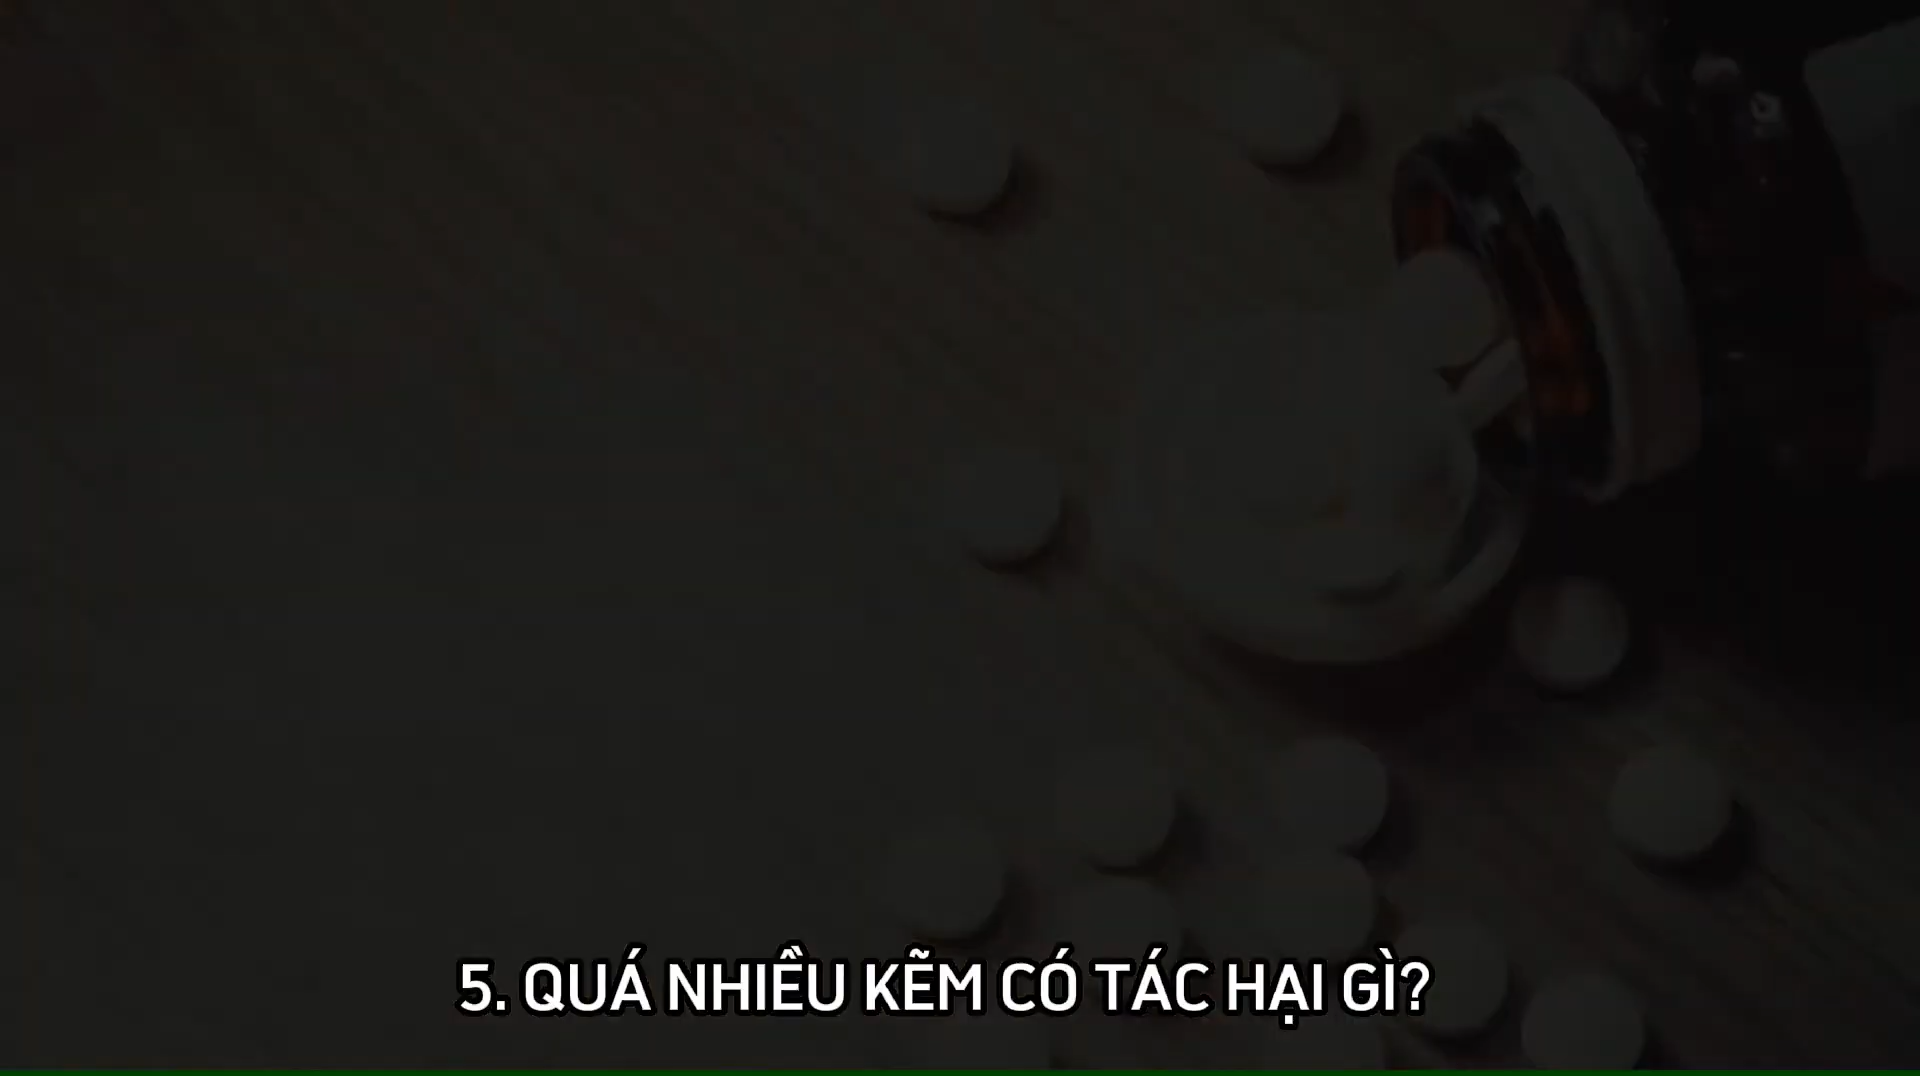 5. QUÁ NHIỀU KẼM CÓ TÁC HẠI GÌ?